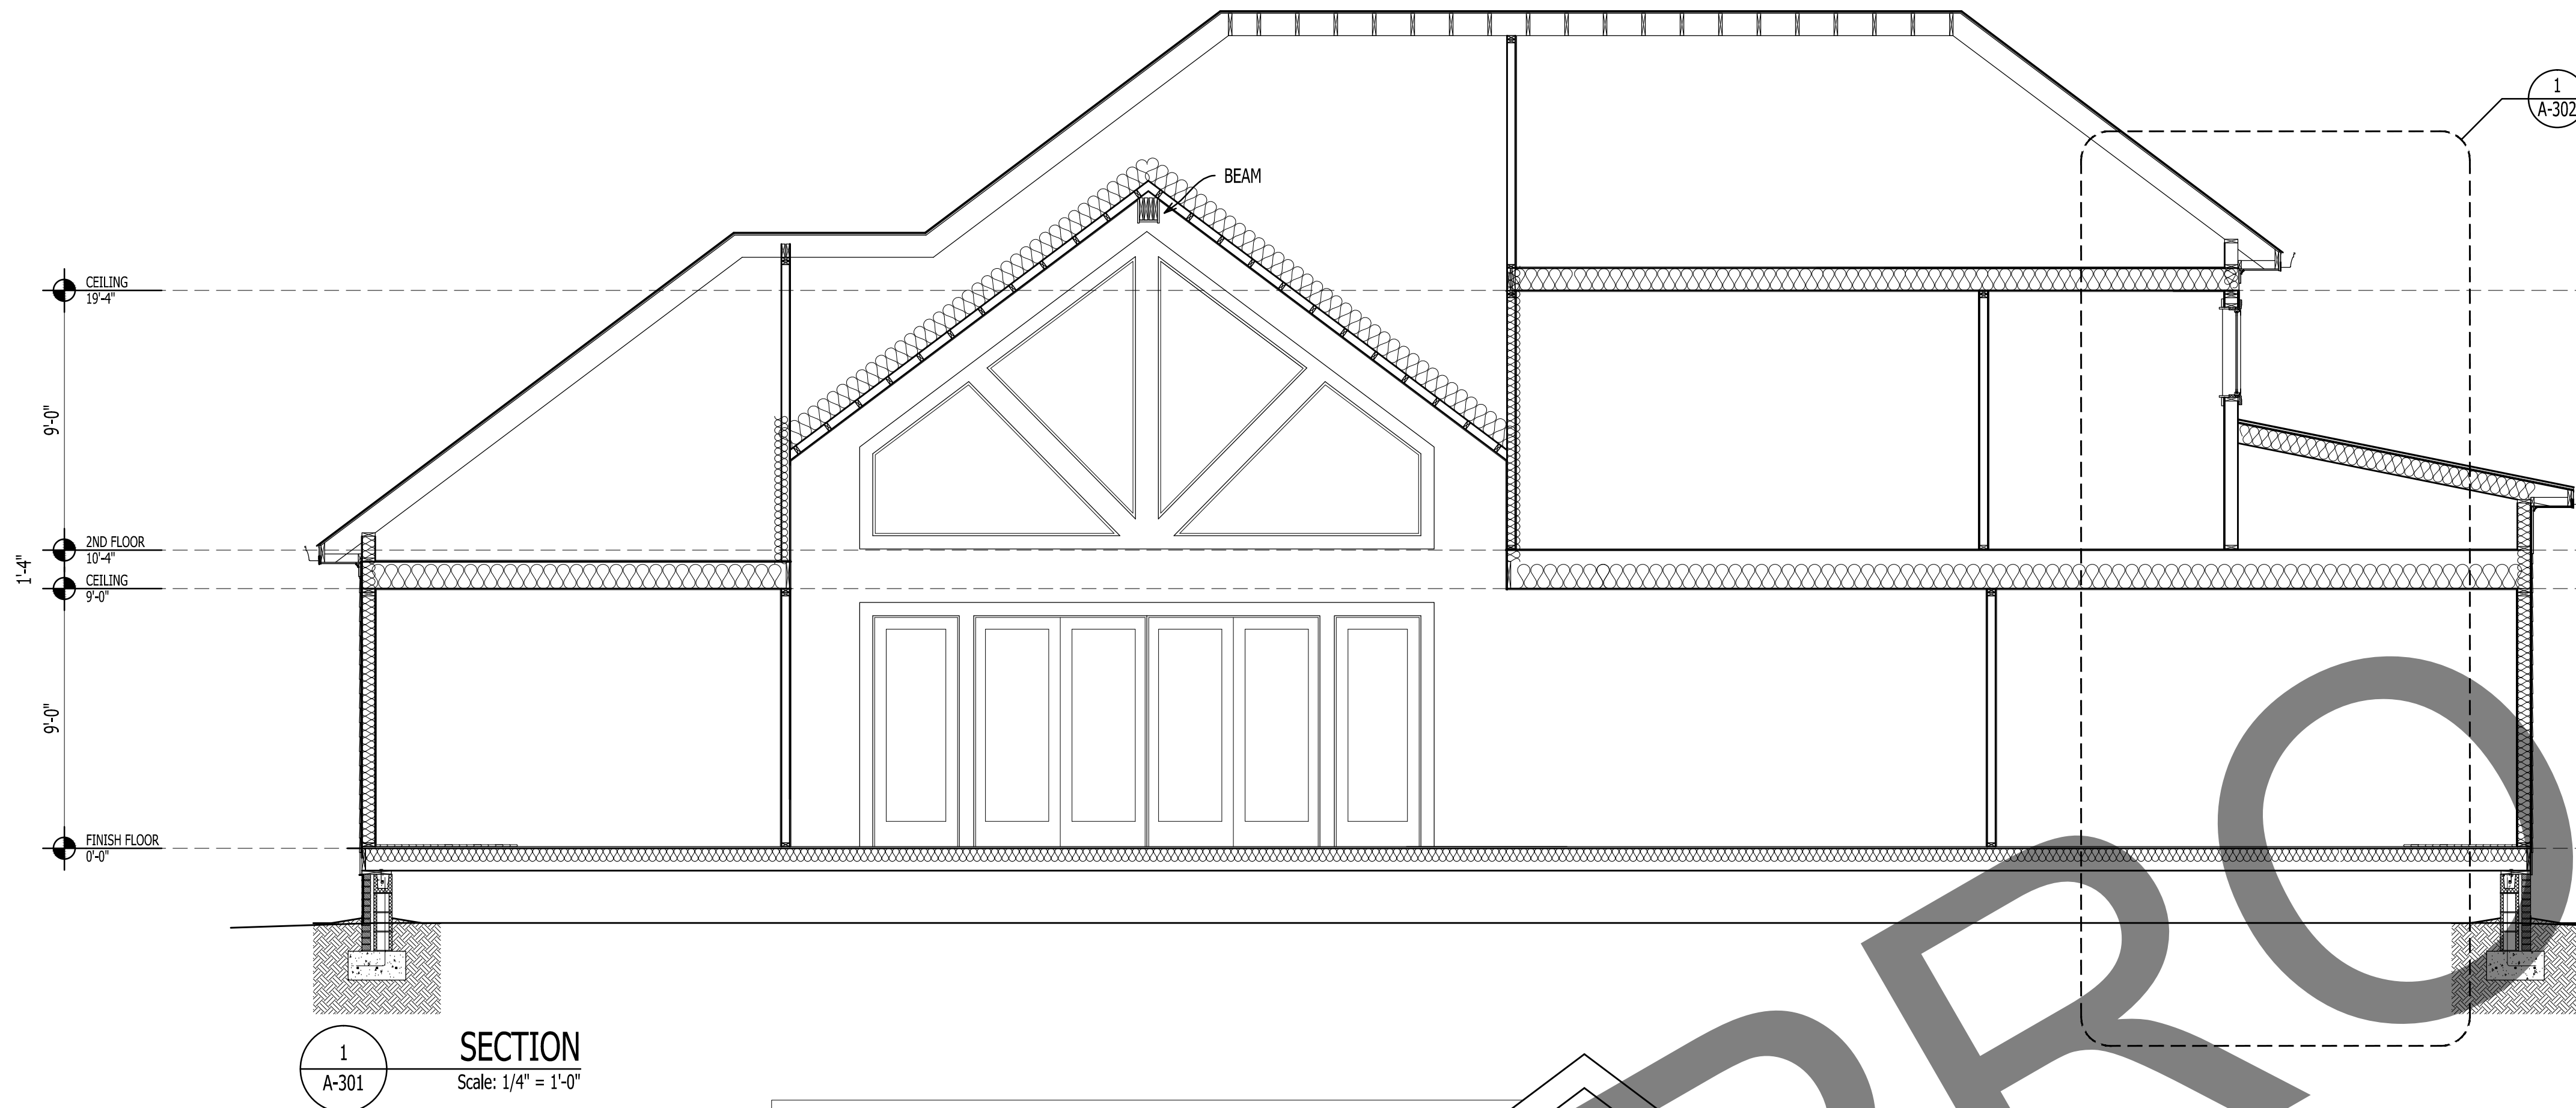 BEAM
1
A-302
CEILING
19'-4"
9'-0"
2ND FLOOR
10'-4"
1'-4"
CEILING
9'-0"
9'-0"
FINISH FLOOR
0'-0"
1
A-301
SECTION
Scale: 1/4" = 1'-0"
PRO